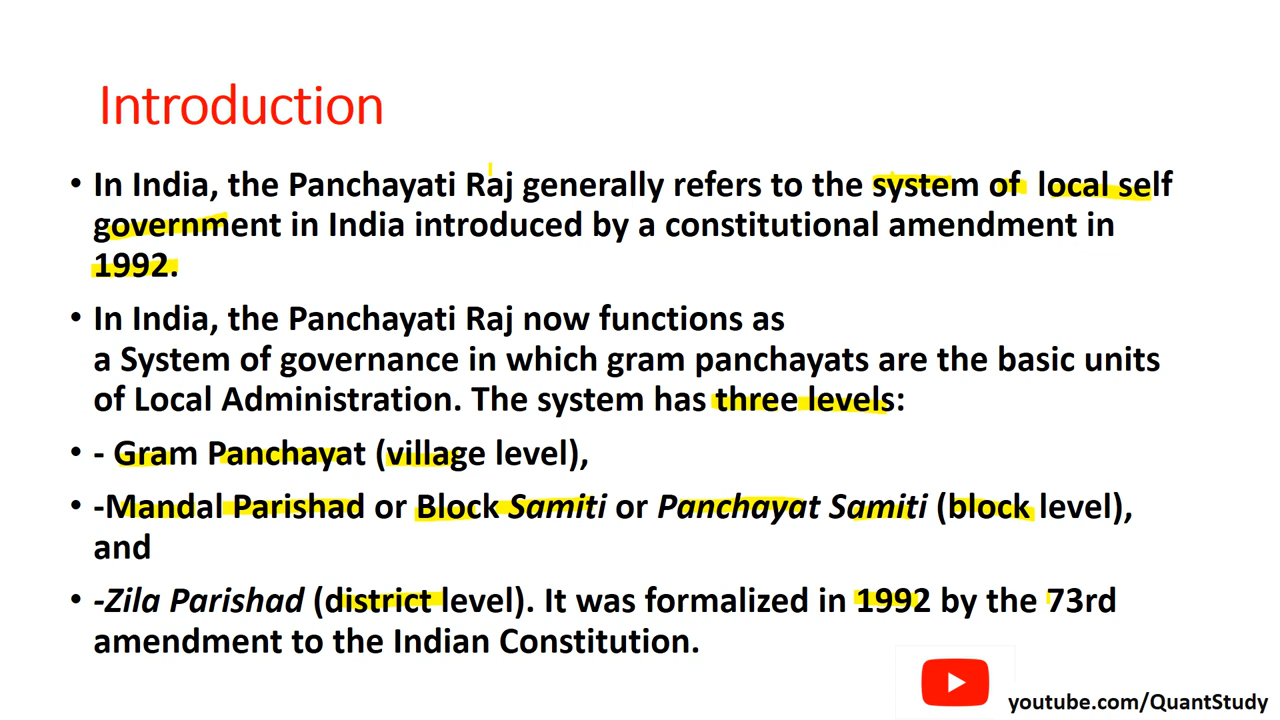 Introduction
• In India, the Panchayati Raj generally refers to the system of local self
government in India introduced by a constitutional amendment in
1992.
• In India, the Panchayati Raj now functions as
a System of governance in which gram panchayats are the basic units
of Local Administration. The system has three levels:
• - Gram Panchayat (village level),
• -Mandal Parishad or Block Samiti or Panchayat Samiti (block level),
and
• -Zila Parishad (district level). It was formalized in 1992 by the 73rd
amendment to the Indian Constitution.
youtube.com/QuantStudy